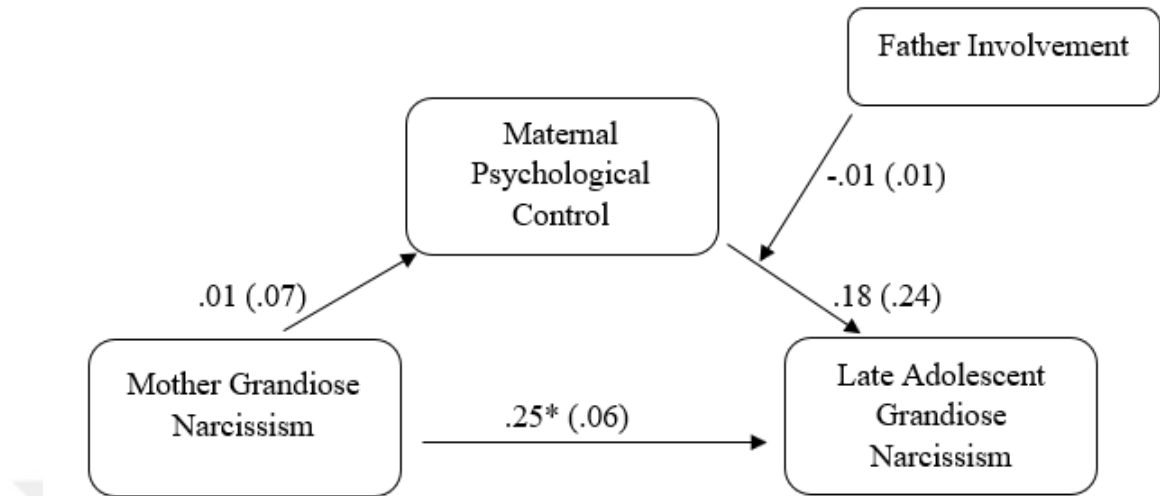 Father Involvement
Maternal
Psychological
Control
-.01 (.01)
.01 (.07)
.18 (.24)
Mother Grandiose
Narcissism
.25* (.06)
Late Adolescent
Grandiose
Narcissism